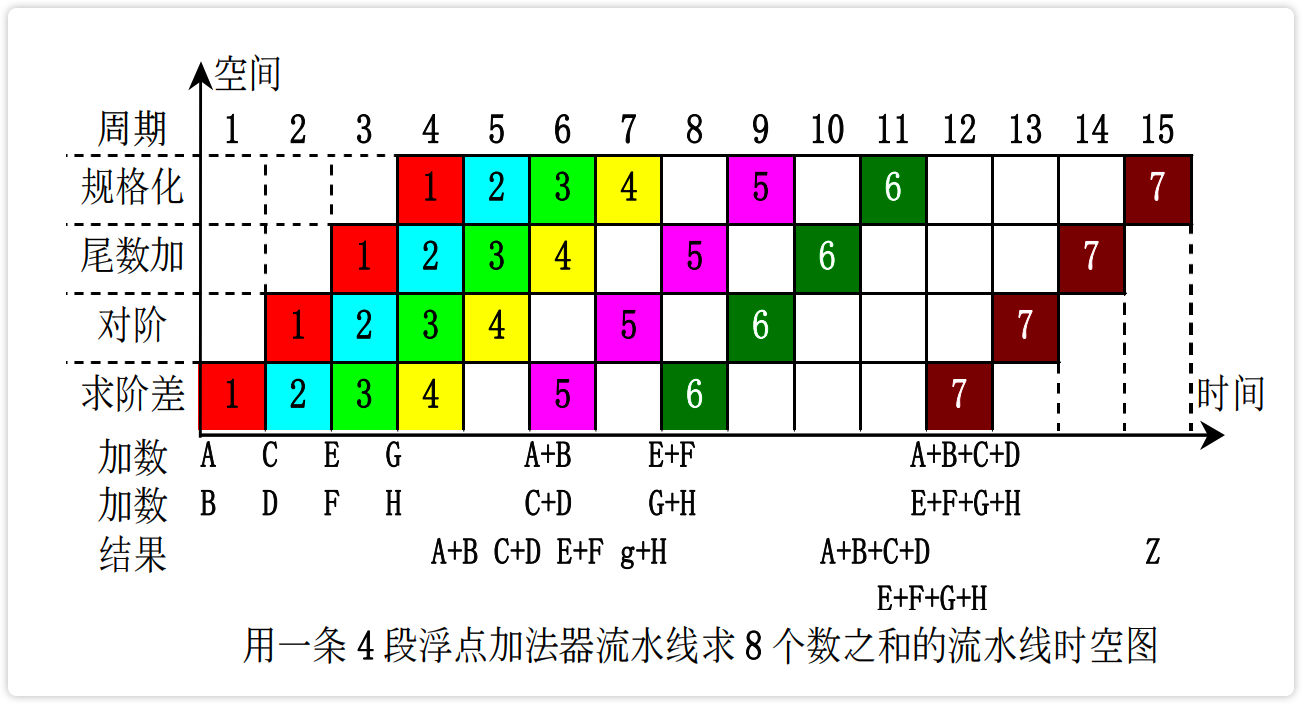 空间
周期 1 2 3 4 5 6 7 8 9 10 11 12 13 14 15
规格化 1 2 3 4 5 6 7
尾数加 1 2 3 4 5 6 7
对阶 1 2 3 4 5 6 7
求阶差 1 2 3 4 5 6 7
时间
加数 A C E G A+B E+F A+B+C+D
加数 B D F H C+D G+H E+F+G+H
结果 A+B C+D E+F g+H A+B+C+D Z
E+F+G+H
用一条 4 段浮点加法器流水线求 8 个数之和的流水线时空图